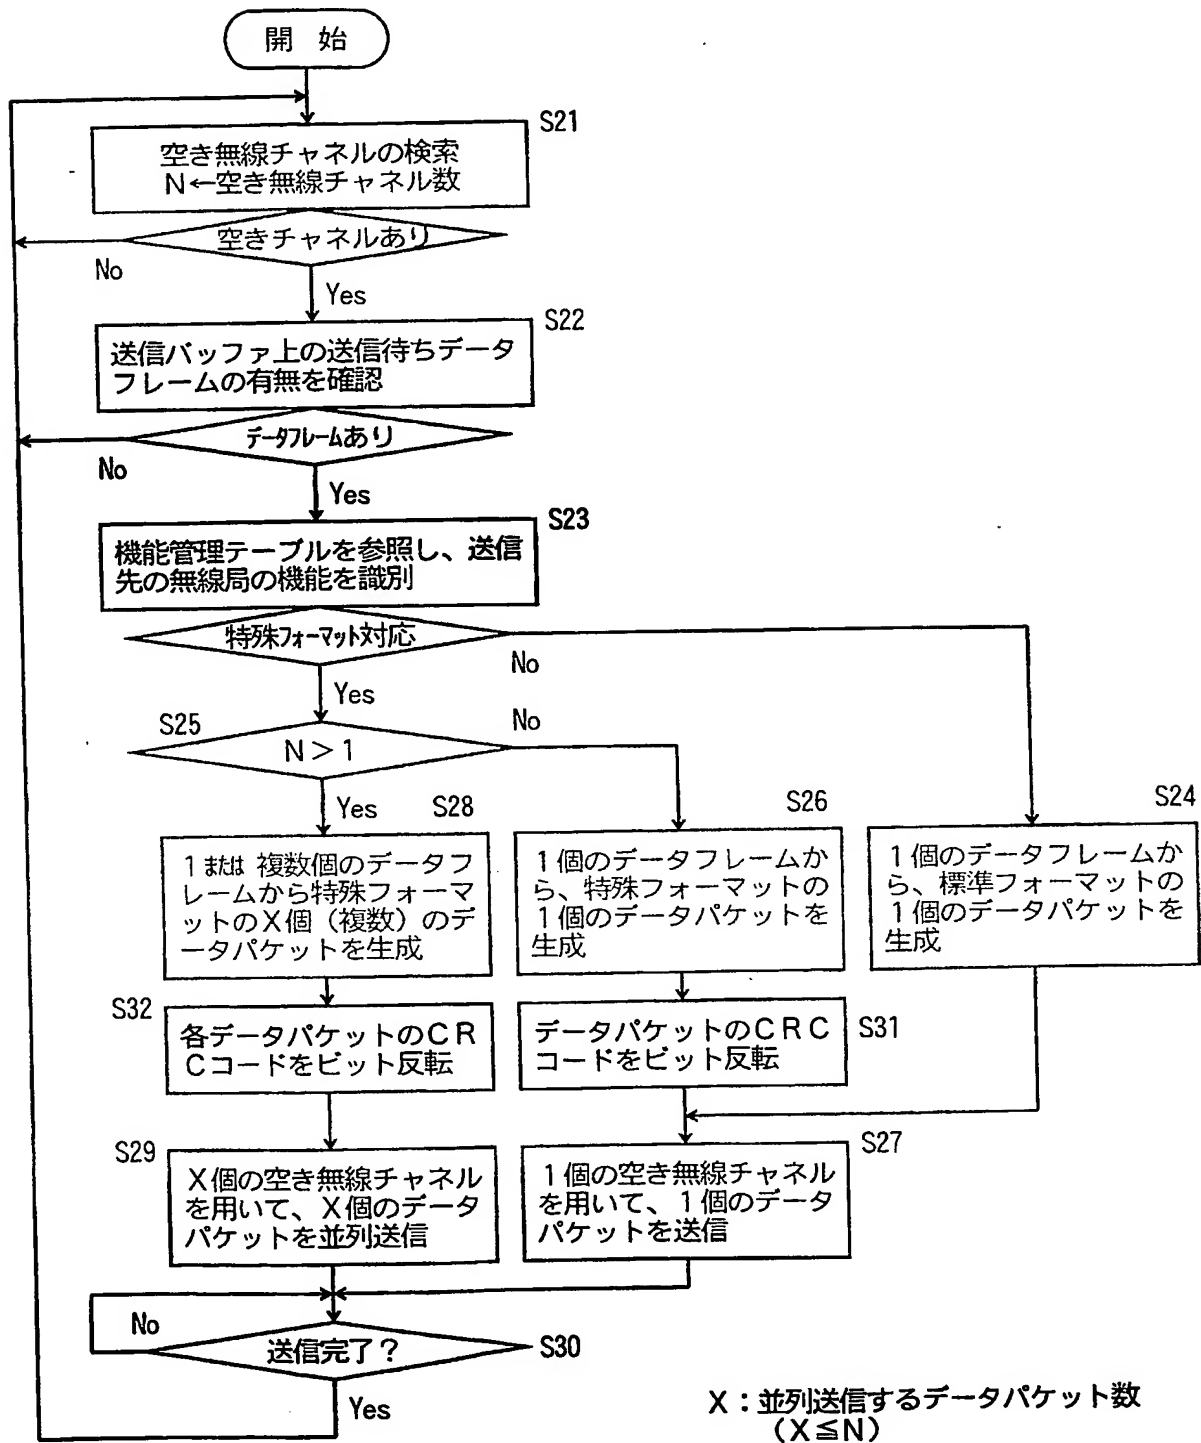 開 始
S21
空き無線チャネルの検索
N←空き無線チャネル数
空きチャネルあり
No
Yes
S22
送信バッファ上の送信待ちデータ
フレームの有無を確認
データフレームあり
No
Yes
S23
機能管理テーブルを参照し、送信
先の無線局の機能を識別
特殊フォーマット対応
No
Yes
S25
N>1
No
Yes
S28
1または 複数個のデータフ
レームから特殊フォーマ
ットのX個(複数)のデ
ータパケットを生成
S26
1個のデータフレームか
ら、特殊フォーマットの
1個のデータパケットを
生成
S24
1個のデータフレームか
ら、標準フォーマットの
1個のデータパケットを
生成
S32
各データパケットのCR
Cコードをビット反転
データパケットのCRC
コードをビット反転
S31
S29
X個の空き無線チャネル
を用いて、X個のデータ
パケットを並列送信
S27
1個の空き無線チャネル
を用いて、1個のデータ
パケットを送信
No
送信完了?
S30
Yes
X:並列送信するデータパケット数
(X≦N)